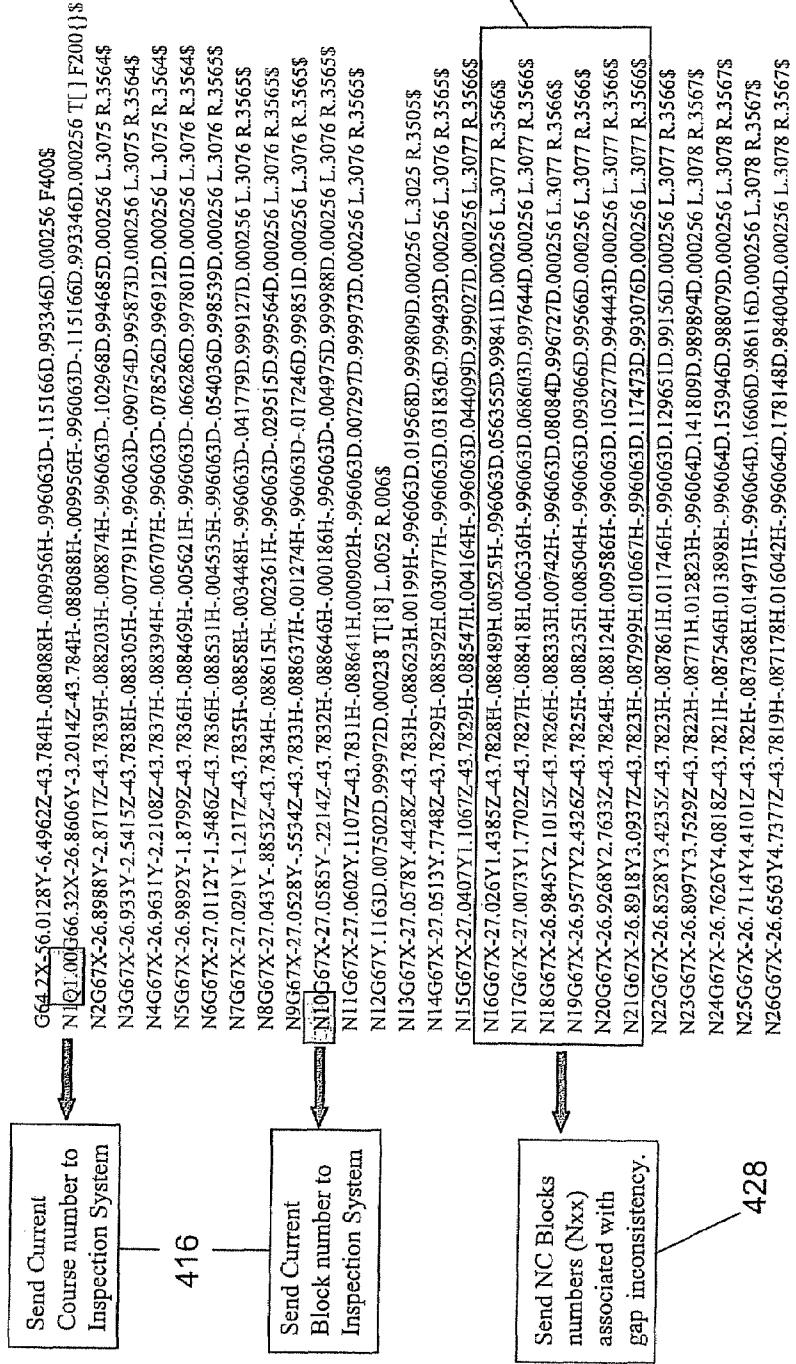 Send Current
Course number to
Inspection System
416
Send Current
Block number to
Inspection System
Send NC Blocks
numbers (Nxx)
associated with
gap inconsistency.
428
G64.2X-56.0128Y-6.4962Z-43.784H-.088088H-.009956H-.996063D-.115166D.993346D.000256 F400$
N1Q1.00G66.32X-26.8606Y-3.2014Z-43.784H-.088088H-.009956H-.996063D-.115166D.993346D.000256 T[] F200{}$
N2G67X-26.8988Y-2.8717Z-43.7839H-.088203H-.008874H-.996063D-.102968D.994685D.000256 L.3075 R.3564$
N3G67X-26.933Y-2.5415Z-43.7838H-.088305H-.007791H-.996063D-.090754D.995873D.000256 L.3075 R.3564$
N4G67X-26.9631Y-2.2108Z-43.7837H-.088394H-.006707H-.996063D-.078526D.996912D.000256 L.3075 R.3564$
N5G67X-26.9892Y-1.8799Z-43.7836H-.088469H-.005621H-.996063D-.066286D.997801D.000256 L.3076 R.3564$
N6G67X-27.0112Y-1.5486Z-43.7836H-.088531H-.004535H-.996063D-.054036D.998539D.000256 L.3076 R.3565$
N7G67X-27.0291Y-1.217Z-43.7835H-.08858H-.003448H-.996063D-.041779D.999127D.000256 L.3076 R.3565$
N8G67X-27.043Y-.8853Z-43.7834H-.088615H-.002361H-.996063D-.029515D.999564D.000256 L.3076 R.3565$
N9G67X-27.0528Y-.5534Z-43.7833H-.088637H-.001274H-.996063D-.017246D.999851D.000256 L.3076 R.3565$
N10G67X-27.0585Y-.2214Z-43.7832H-.088646H-.000186H-.996063D-.004975D.999988D.000256 L.3076 R.3565$
N11G67X-27.0602Y.1107Z-43.7831H-.088641H.000902H-.996063D.007297D.999973D.000256 L.3076 R.3565$
N12G67Y.1163D.007502D.999972D.000238 T[18] L.0052 R.006$
N13G67X-27.0578Y.4428Z-43.783H-.088623H.00199H-.996063D.019568D.999809D.000256 L.3025 R.3505$
N14G67X-27.0513Y.7748Z-43.7829H-.088592H.003077H-.996063D.031836D.999493D.000256 L.3076 R.3565$
N15G67X-27.0407Y1.1067Z-43.7829H-.088547H.004164H-.996063D.044099D.999027D.000256 L.3077 R.3566$
N16G67X-27.026Y1.4385Z-43.7828H-.088489H.00525H-.996063D.056355D.998411D.000256 L.3077 R.3566$
N17G67X-27.0073Y1.7702Z-43.7827H-.088418H.006336H-.996063D.068603D.997644D.000256 L.3077 R.3566$
N18G67X-26.9845Y2.1015Z-43.7826H-.088333H.00742H-.996063D.08084D.996727D.000256 L.3077 R.3566$
N19G67X-26.9577Y2.4326Z-43.7825H-.088235H.008504H-.996063D.093066D.99566D.000256 L.3077 R.3566$
N20G67X-26.9268Y2.7633Z-43.7824H-.088124H.009586H-.996063D.105277D.994443D.000256 L.3077 R.3566$
N21G67X-26.8918Y3.0937Z-43.7823H-.087999H.010667H-.996063D.117473D.993076D.000256 L.3077 R.3566$
N22G67X-26.8528Y3.4235Z-43.7823H-.087861H.011746H-.996063D.129651D.99156D.000256 L.3077 R.3566$
N23G67X-26.8097Y3.7529Z-43.7822H-.08771H.012823H-.996064D.141809D.989894D.000256 L.3078 R.3567$
N24G67X-26.7626Y4.0818Z-43.7821H-.087546H.013898H-.996064D.153946D.988079D.000256 L.3078 R.3567$
N25G67X-26.7114Y4.4101Z-43.782H-.087368H.014971H-.996064D.16606D.986116D.000256 L.3078 R.3567$
N26G67X-26.6563Y4.7377Z-43.7819H-.087178H.016042H-.996064D.178148D.984004D.000256 L.3078 R.3567$